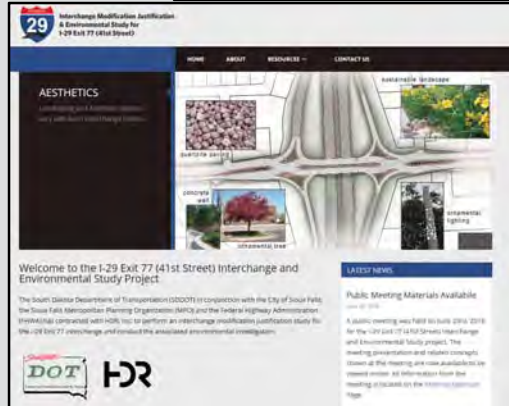 29
Interchange Modification Justification
& Environmental Study for
I-29 Exit 77 (41st Street)
HOME ABOUT RESOURCES CONTACT US
AESTHETICS
sustainable landscape
quartzite paving
concrete
wall
ornamental
lighting
ornamental tree
Welcome to the I-29 Exit 77 (41st Street) Interchange and
Environmental Study Project
The South Dakota Department of Transportation (SDDOT) in conjunction with the City of Sioux Falls,
the Sioux Falls Metropolitan Planning Organization (MPO) and the Federal Highway Administration
(FHWA) has contracted with HDR, Inc. to perform an interchange modification justification study for
the I-29 Exit 77 interchange and conduct the associated environmental investigation.
DOT
HDR
LATEST NEWS
Public Meeting Materials Available
A public meeting was held on June 23rd, 2016
for the I-29 Exit 77 (41st Street) Interchange
and Environmental Study project. The
meeting presentation and related concepts
shown at the meeting are now available to be
viewed online. All information from the
meeting is located on the
page.